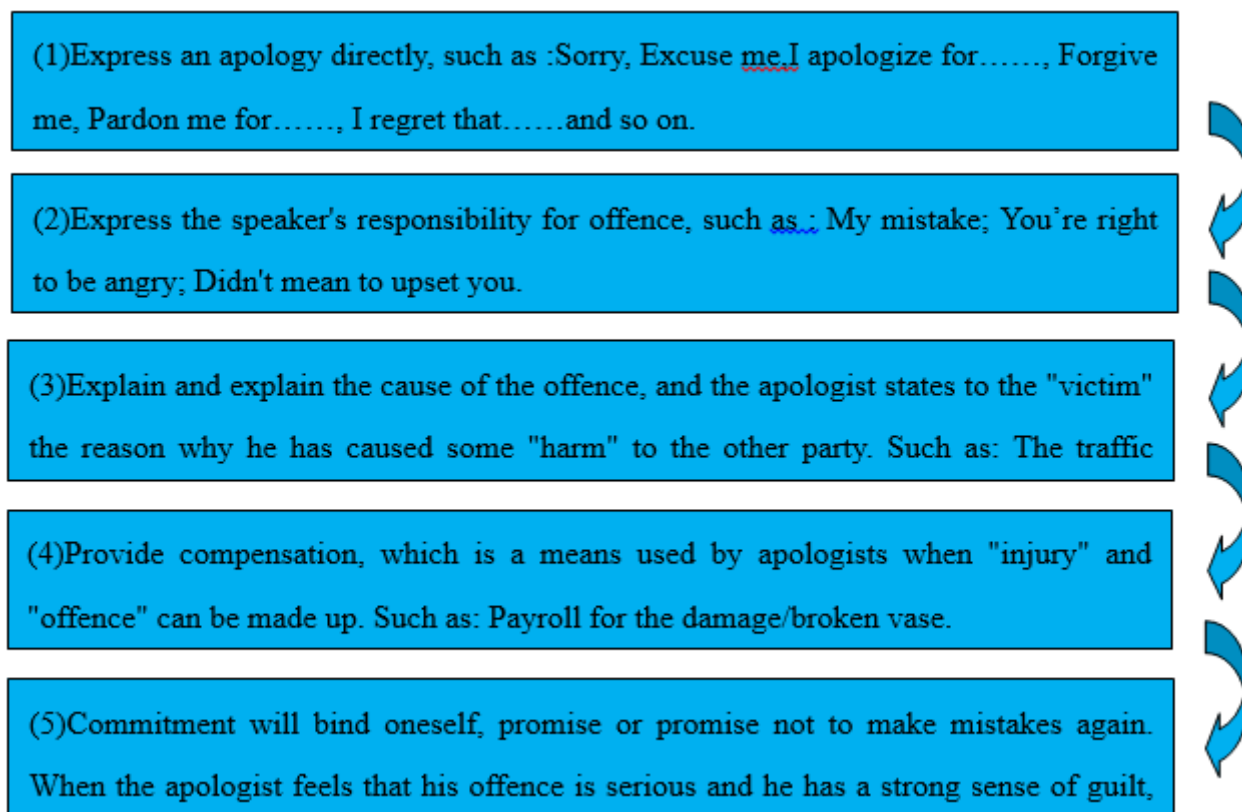 (1)Express an apology directly, such as :Sorry, Excuse me,I apologize for……, Forgive
me, Pardon me for……, I regret that……and so on.
(2)Express the speaker's responsibility for offence, such as : My mistake; You’re right
to be angry; Didn't mean to upset you.
(3)Explain and explain the cause of the offence, and the apologist states to the "victim"
the reason why he has caused some "harm" to the other party. Such as: The traffic
(4)Provide compensation, which is a means used by apologists when "injury" and
"offence" can be made up. Such as: Payroll for the damage/broken vase.
(5)Commitment will bind oneself, promise or promise not to make mistakes again.
When the apologist feels that his offence is serious and he has a strong sense of guilt,